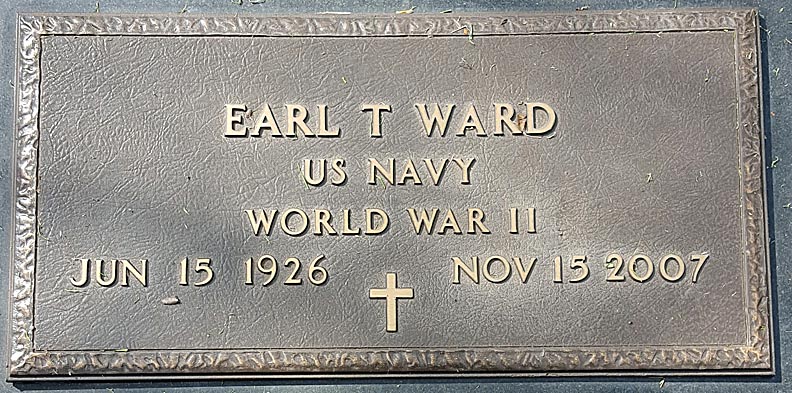 EARL T WARD
US NAVY
WORLD WAR II
JUN 15 1926 NOV 15 2007